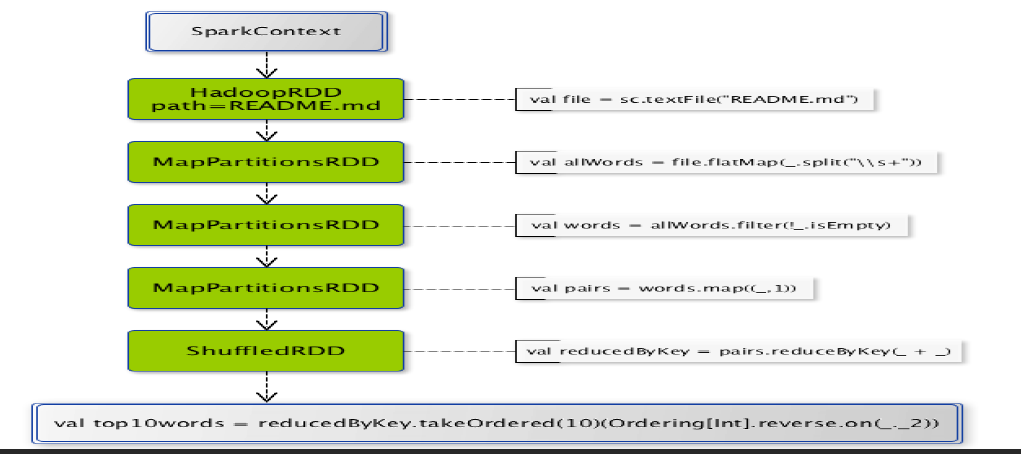 SparkContext
HadoopRDD
path=README.md
val file = sc.textFile("README.md")
MapPartitionsRDD
val allWords = file.flatMap(_.split("\\s+"))
MapPartitionsRDD
val words = allWords.filter(!_.isEmpty)
MapPartitionsRDD
val pairs = words.map((_,1))
ShuffledRDD
val reducedByKey = pairs.reduceByKey(_ + _)
val top10words = reducedByKey.takeOrdered(10)(Ordering[Int].reverse.on(_._2))